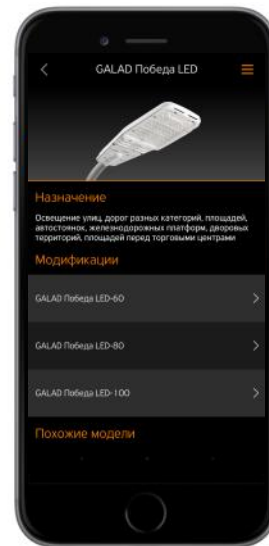 GALAD Победа LED
Назначение
Освещение улиц, дорог разных категорий, площадей,
автостоянок, железнодорожных платформ, дворовых
территорий, площадей перед торговыми центрами
Модификации
GALAD Победа LED-60
GALAD Победа LED-80
GALAD Победа LED-100
Похожие модели